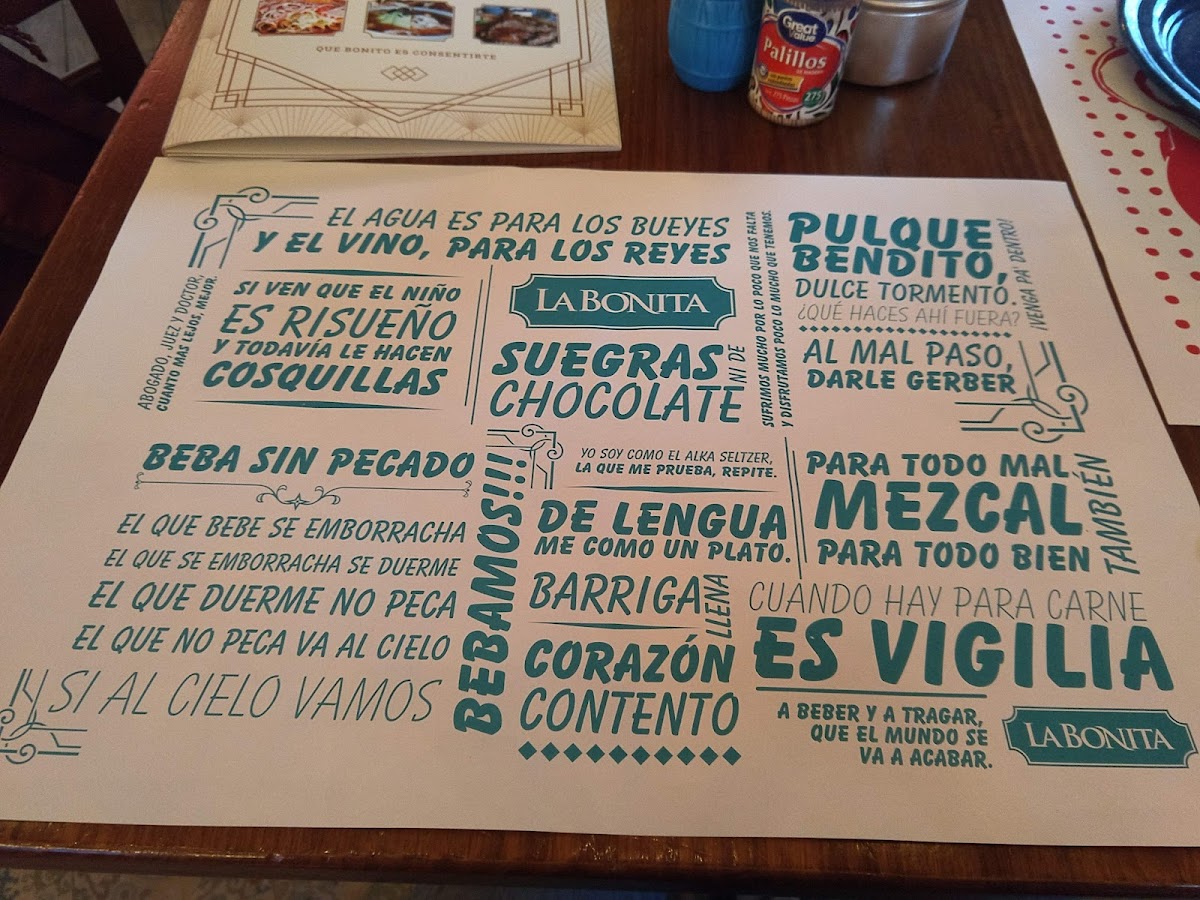 QUE BONITO ES CONSENTIRTE
Great
Value
Palillos
275
EL AGUA ES PARA LOS BUEYES
Y EL VINO, PARA LOS REYES
ABOGADO, JUEZ Y DOCTOR,
CUANTO MAS LEJOS, MEJOR.
SI VEN QUE EL NIÑO
ES RISUEÑO
Y TODAVÍA LE HACEN
COSQUILLAS
LA BONITA
SUEGRAS
NI DE
CHOCOLATE
SUFRIMOS MUCHO POR LO POCO QUE NOS FALTA
Y DISFRUTAMOS POCO LO MUCHO QUE TENEMOS.
PULQUE
BENDITO,
DULCE TORMENTO.
¿QUÉ HACES AHÍ FUERA?
¡VENGA PA' DENTRO!
AL MAL PASO,
DARLE GERBER
BEBA SIN PECADO
EL QUE BEBE SE EMBORRACHA
EL QUE SE EMBORRACHA SE DUERME
EL QUE DUERME NO PECA
EL QUE NO PECA VA AL CIELO
Y SI AL CIELO VAMOS
BEBAMOS!!!
YO SOY COMO EL ALKA SELTZER,
LA QUE ME PRUEBA, REPITE.
DE LENGUA
ME COMO UN PLATO.
BARRIGA
LLENA
CORAZÓN
CONTENTO
PARA TODO MAL
MEZCAL
PARA TODO BIEN
TAMBIÉN
CUANDO HAY PARA CARNE
ES VIGILIA
A BEBER Y A TRAGAR,
QUE EL MUNDO SE
VA A ACABAR.
LA BONITA